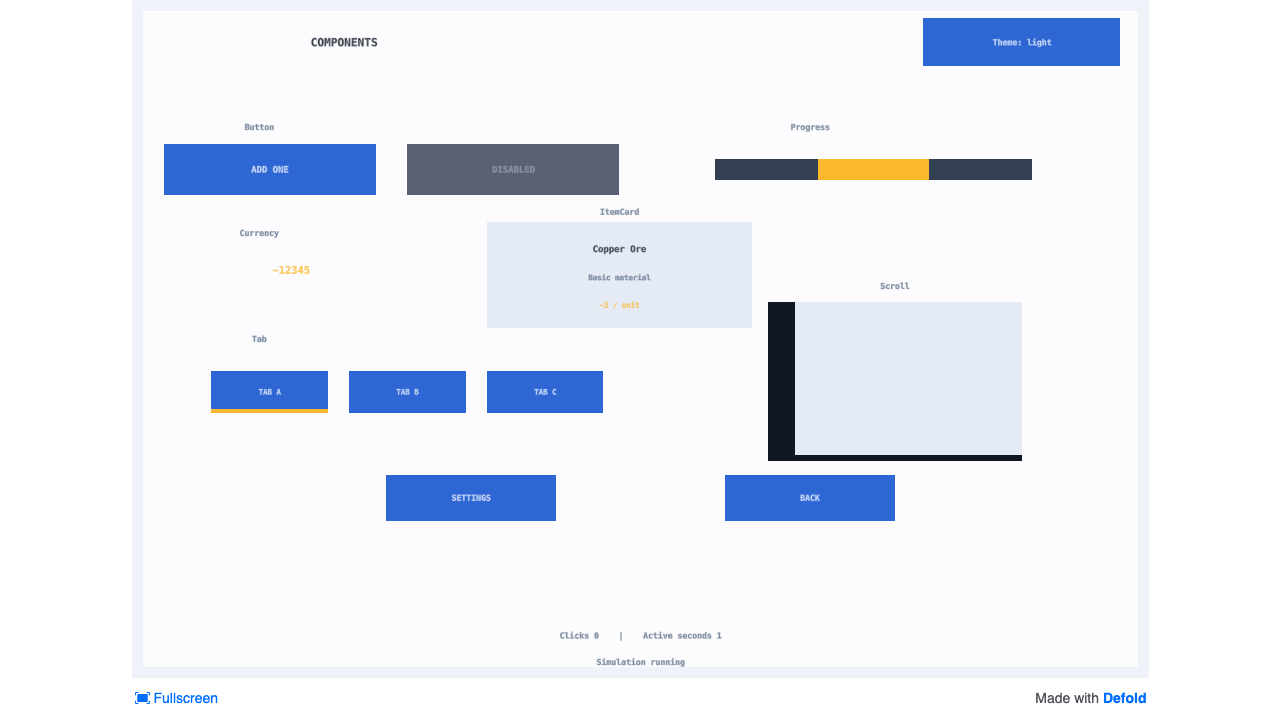 COMPONENTS
Theme: light
Button
Progress
ADD ONE
DISABLED
ItemCard
Currency
Copper Ore
~12345
Basic material
~2 / unit
Scroll
Tab
TAB A
TAB B
TAB C
SETTINGS
BACK
Clicks 0 | Active seconds 1
Simulation running
Fullscreen
Made with Defold